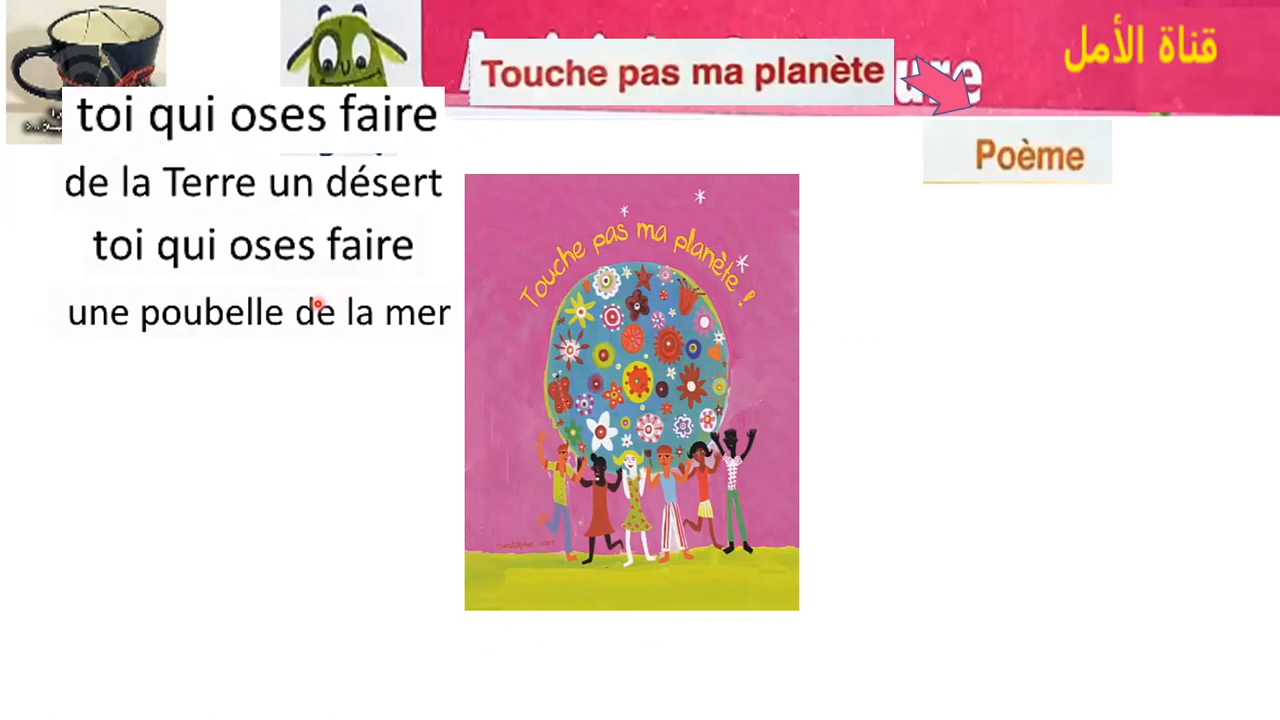 قناة الأمل
Touche pas ma planète
Poème
toi qui oses faire
de la Terre un désert
toi qui oses faire
une poubelle de la mer
Touche pas ma planète !